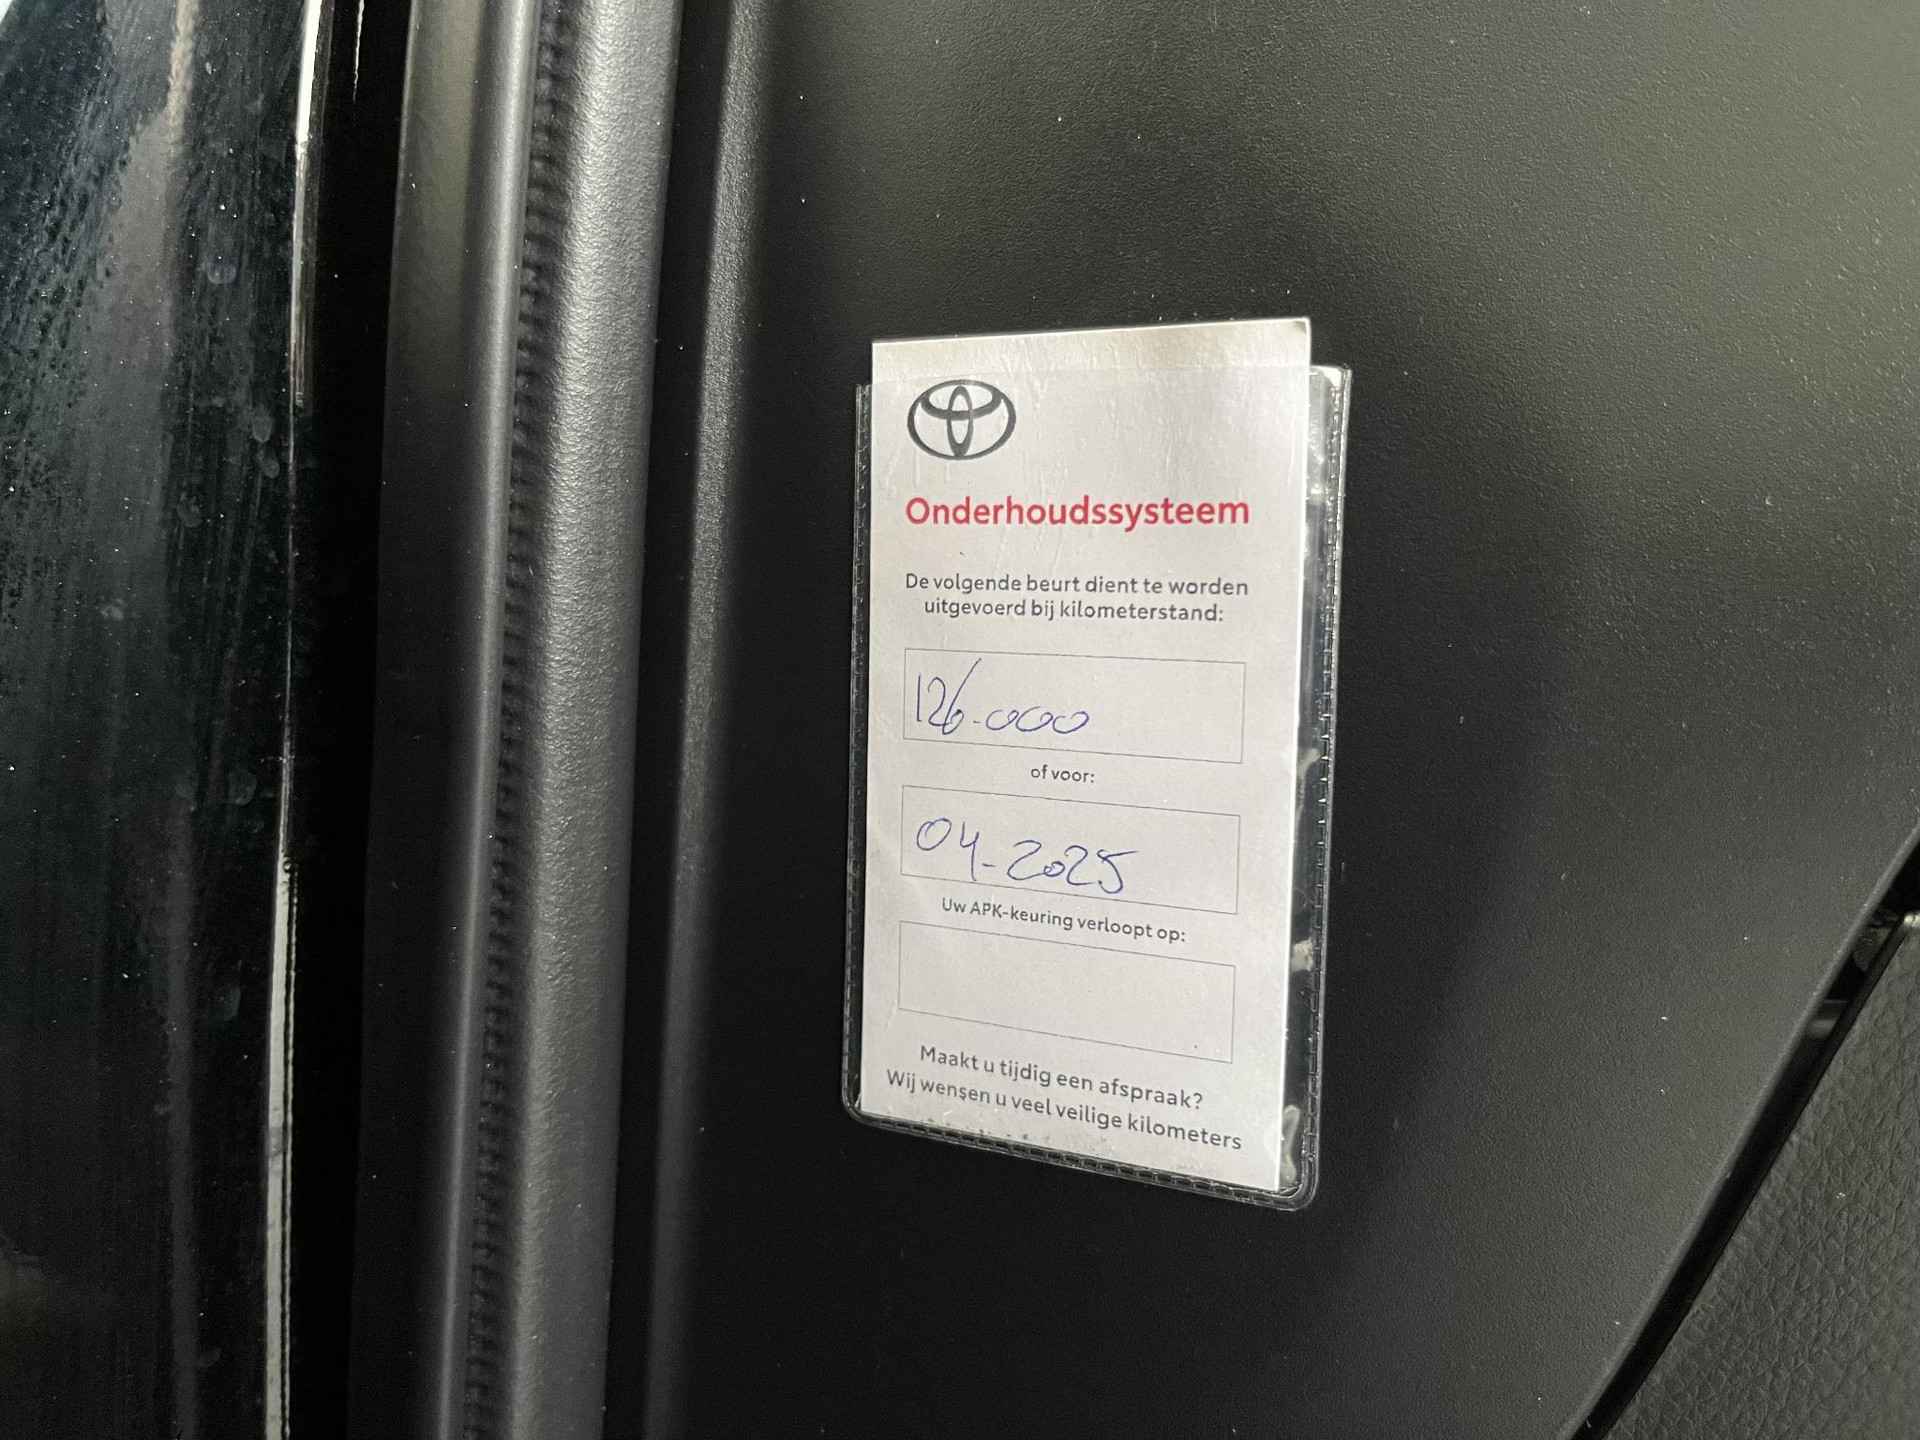 Onderhoudssysteem
De volgende beurt dient te worden
uitgevoerd bij kilometerstand:
126.000
of voor:
04-2025
Uw APK-keuring verloopt op:
Maakt u tijdig een afspraak?
Wij wensen u veel veilige kilometers